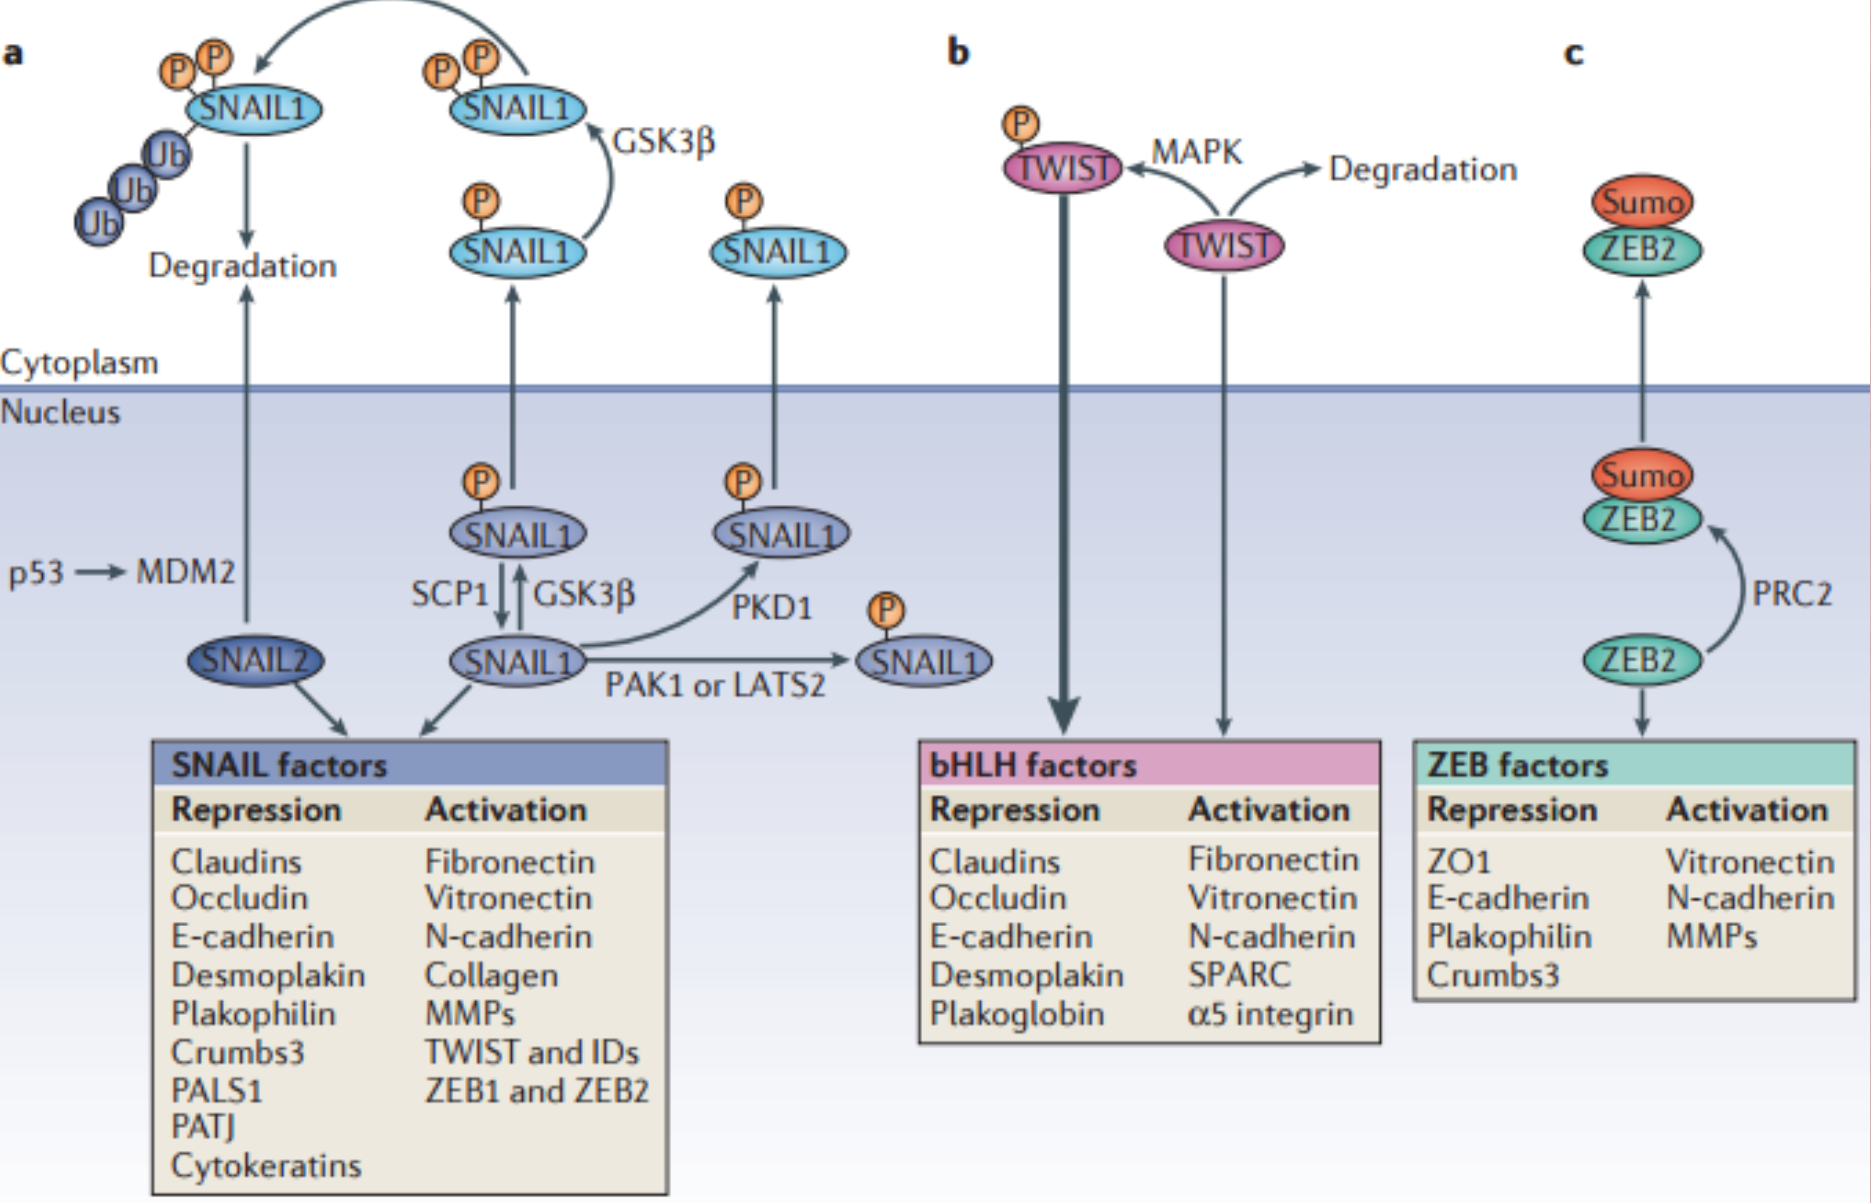 a
P P
SNAIL1
Ub
Ub
Ub
Degradation
P P
SNAIL1
GSK3β
P
SNAIL1
P
SNAIL1
Cytoplasm
Nucleus
p53 MDM2
SNAIL2
P
SNAIL1
SCP1 GSK3β
SNAIL1
P
SNAIL1
PKD1
PAK1 or LATS2
P
SNAIL1
SNAIL factors
Repression Activation
Claudins Fibronectin
Occludin Vitronectin
E-cadherin N-cadherin
Desmoplakin Collagen
Plakophilin MMPs
Crumbs3 TWIST and IDs
PALS1 ZEB1 and ZEB2
PATJ
Cytokeratins
b
P
TWIST
MAPK
Degradation
TWIST
bHLH factors
Repression Activation
Claudins Fibronectin
Occludin Vitronectin
E-cadherin N-cadherin
Desmoplakin SPARC
Plakoglobin α5 integrin
c
Sumo
ZEB2
Sumo
ZEB2
PRC2
ZEB2
ZEB factors
Repression Activation
ZO1 Vitronectin
E-cadherin N-cadherin
Plakophilin MMPs
Crumbs3